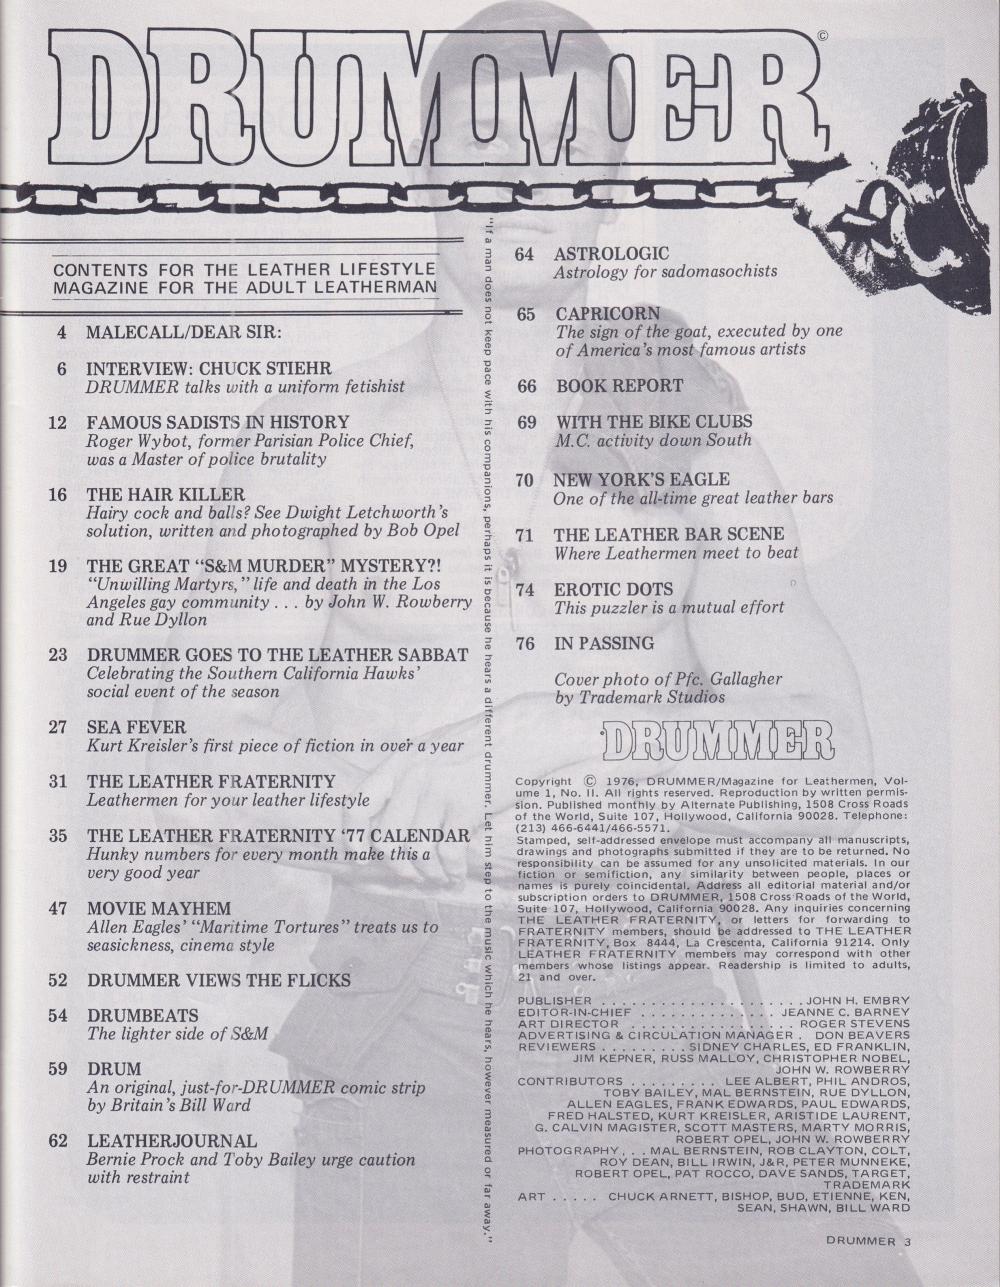 DRUMMER ©
CONTENTS FOR THE LEATHER LIFESTYLE
MAGAZINE FOR THE ADULT LEATHERMAN
4 MALECALL/DEAR SIR:
6 INTERVIEW: CHUCK STIEHR
DRUMMER talks with a uniform fetishist
12 FAMOUS SADISTS IN HISTORY
Roger Wybot, former Parisian Police Chief,
was a Master of police brutality
16 THE HAIR KILLER
Hairy cock and balls? See Dwight Letchworth's
solution, written and photographed by Bob Opel
19 THE GREAT "S&M MURDER" MYSTERY?!
"Unwilling Martyrs," life and death in the Los
Angeles gay community . . . by John W. Rowberry
and Rue Dyllon
23 DRUMMER GOES TO THE LEATHER SABBAT
Celebrating the Southern California Hawks'
social event of the season
27 SEA FEVER
Kurt Kreisler's first piece of fiction in over a year
31 THE LEATHER FRATERNITY
Leathermen for your leather lifestyle
35 THE LEATHER FRATERNITY '77 CALENDAR
Hunky numbers for every month make this a
very good year
47 MOVIE MAYHEM
Allen Eagles' "Maritime Tortures" treats us to
seasickness, cinema style
52 DRUMMER VIEWS THE FLICKS
54 DRUMBEATS
The lighter side of S&M
59 DRUM
An original, just-for-DRUMMER comic strip
by Britain's Bill Ward
62 LEATHERJOURNAL
Bernie Prock and Toby Bailey urge caution
with restraint
"If a man does not keep pace with his companions, perhaps it is because he hears a different drummer. Let him step to the music which he hears, however measured or far away."
64 ASTROLOGIC
Astrology for sadomasochists
65 CAPRICORN
The sign of the goat, executed by one
of America's most famous artists
66 BOOK REPORT
69 WITH THE BIKE CLUBS
M.C. activity down South
70 NEW YORK'S EAGLE
One of the all-time great leather bars
71 THE LEATHER BAR SCENE
Where Leathermen meet to beat
74 EROTIC DOTS
This puzzler is a mutual effort
76 IN PASSING
Cover photo of Pfc. Gallagher
by Trademark Studios
DRUMMER
Copyright © 1976, DRUMMER/Magazine for Leathermen, Vol-
ume 1, No. II. All rights reserved. Reproduction by written permis-
sion. Published monthly by Alternate Publishing, 1508 Cross Roads
of the World, Suite 107, Hollywood, California 90028. Telephone:
(213) 466-6441/466-5571.
Stamped, self-addressed envelope must accompany all manuscripts,
drawings and photographs submitted if they are to be returned. No
responsibility can be assumed for any unsolicited materials. In our
fiction or semifiction, any similarity between people, places or
names is purely coincidental. Address all editorial material and/or
subscription orders to DRUMMER, 1508 Cross Roads of the World,
Suite 107, Hollywood, California 90028. Any inquiries concerning
THE LEATHER FRATERNITY, or letters for forwarding to
FRATERNITY members, should be addressed to THE LEATHER
FRATERNITY, Box 8444, La Crescenta, California 91214. Only
LEATHER FRATERNITY members may correspond with other
members whose listings appear. Readership is limited to adults,
21 and over.
PUBLISHER . . . . . . . . . . . . . . . . . . . . . JOHN H. EMBRY
EDITOR-IN-CHIEF . . . . . . . . . . . . . . . JEANNE C. BARNEY
ART DIRECTOR . . . . . . . . . . . . . . . . ROGER STEVENS
ADVERTISING & CIRCULATION MANAGER . DON BEAVERS
REVIEWERS . . . . . . . . . SIDNEY CHARLES, ED FRANKLIN,
JIM KEPNER, RUSS MALLOY, CHRISTOPHER NOBEL,
JOHN W. ROWBERRY
CONTRIBUTORS . . . . . . . . . LEE ALBERT, PHIL ANDROS,
TOBY BAILEY, MAL BERNSTEIN, RUE DYLLON,
ALLEN EAGLES, FRANK EDWARDS, PAUL EDWARDS,
FRED HALSTED, KURT KREISLER, ARISTIDE LAURENT,
G. CALVIN MAGISTER, SCOTT MASTERS, MARTY MORRIS,
ROBERT OPEL, JOHN W. ROWBERRY
PHOTOGRAPHY, . . MAL BERNSTEIN, ROB CLAYTON, COLT,
ROY DEAN, BILL IRWIN, J&R, PETER MUNNEKE,
ROBERT OPEL, PAT ROCCO, DAVE SANDS, TARGET,
TRADEMARK
ART . . . . . CHUCK ARNETT, BISHOP, BUD, ETIENNE, KEN,
SEAN, SHAWN, BILL WARD
DRUMMER 3